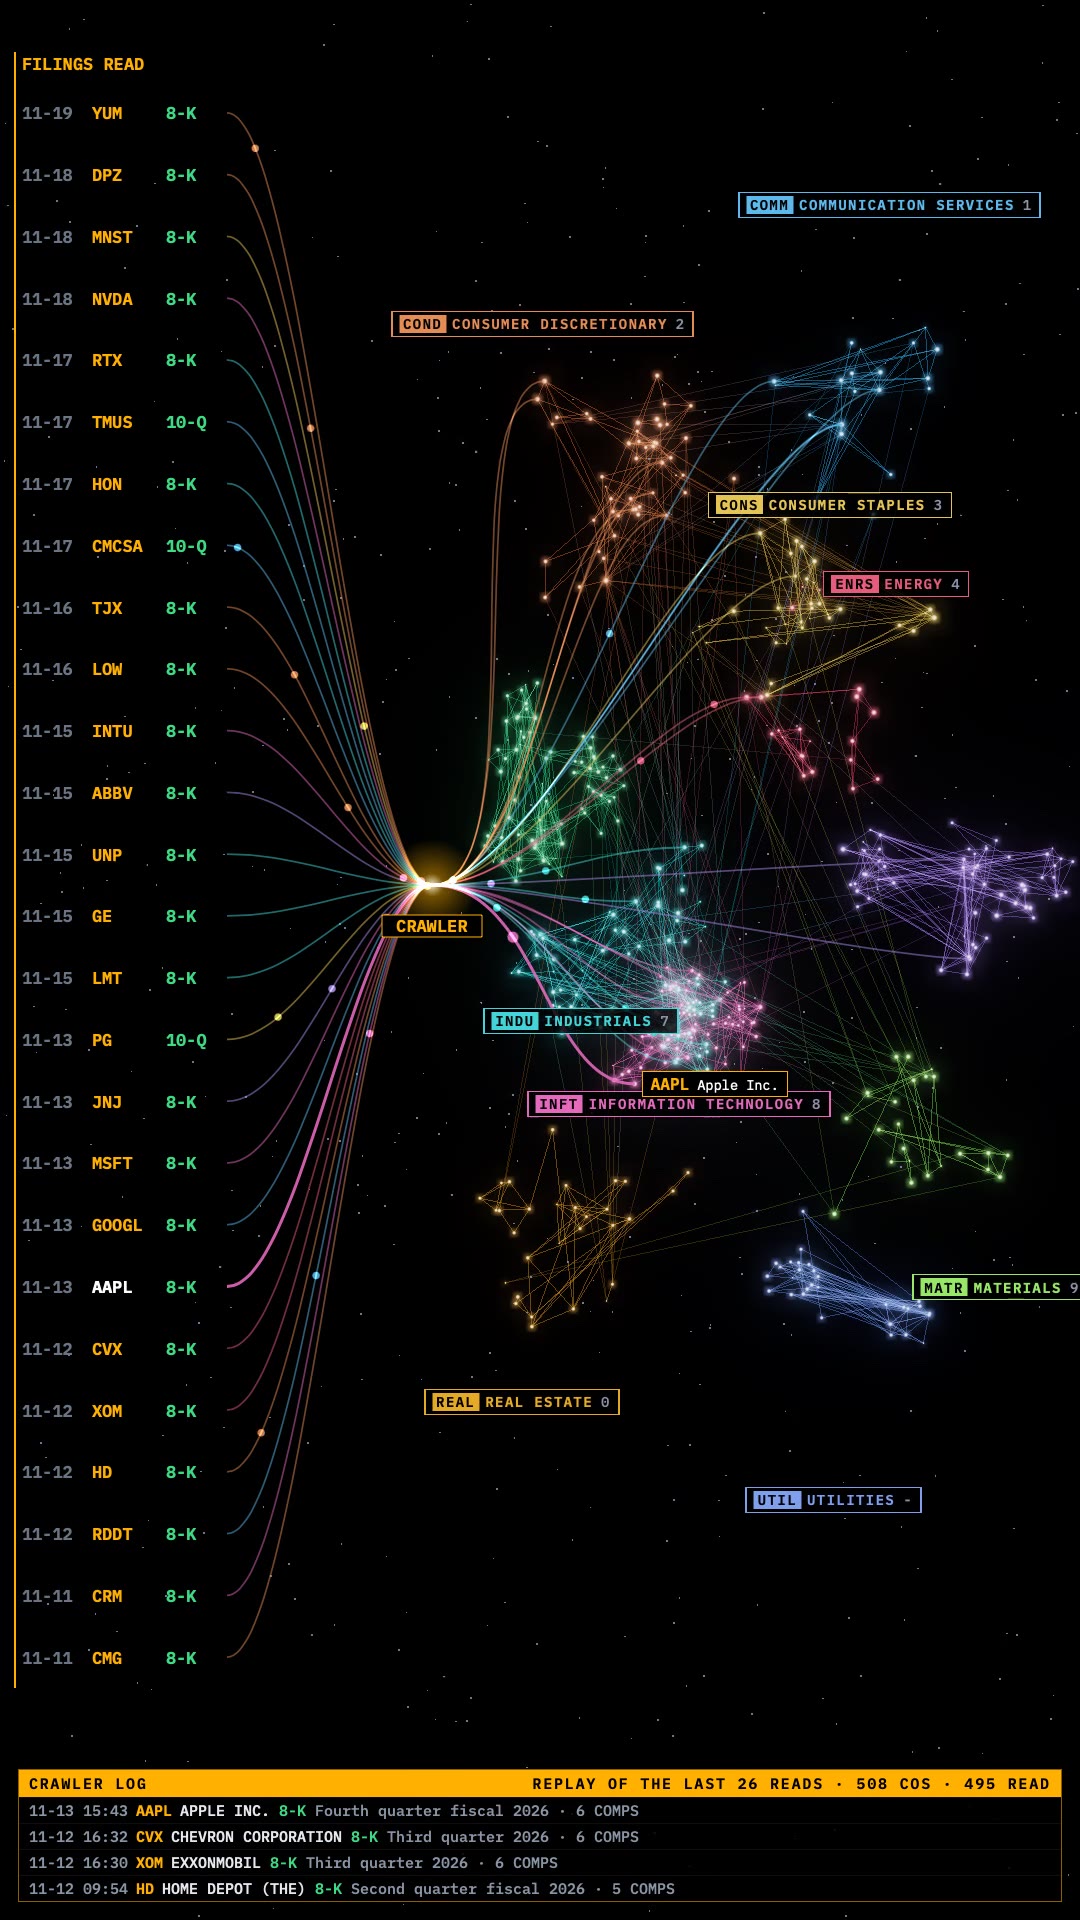 FILINGS READ
11-19 YUM 8-K
11-18 DPZ 8-K
11-18 MNST 8-K
11-18 NVDA 8-K
11-17 RTX 8-K
11-17 TMUS 10-Q
11-17 HON 8-K
11-17 CMCSA 10-Q
11-16 TJX 8-K
11-16 LOW 8-K
11-15 INTU 8-K
11-15 ABBV 8-K
11-15 UNP 8-K
11-15 GE 8-K
11-15 LMT 8-K
11-13 PG 10-Q
11-13 JNJ 8-K
11-13 MSFT 8-K
11-13 GOOGL 8-K
11-13 AAPL 8-K
11-12 CVX 8-K
11-12 XOM 8-K
11-12 HD 8-K
11-12 RDDT 8-K
11-11 CRM 8-K
11-11 CMG 8-K
COMM COMMUNICATION SERVICES 1
COND CONSUMER DISCRETIONARY 2
CONS CONSUMER STAPLES 3
ENRS ENERGY 4
CRAWLER
INDU INDUSTRIALS 7
AAPL Apple Inc.
INFT INFORMATION TECHNOLOGY 8
MATR MATERIALS 9
REAL REAL ESTATE 0
UTIL UTILITIES -
CRAWLER LOG REPLAY OF THE LAST 26 READS · 508 COS · 495 READ
11-13 15:43 AAPL APPLE INC. 8-K Fourth quarter fiscal 2026 · 6 COMPS
11-12 16:32 CVX CHEVRON CORPORATION 8-K Third quarter 2026 · 6 COMPS
11-12 16:30 XOM EXXONMOBIL 8-K Third quarter 2026 · 6 COMPS
11-12 09:54 HD HOME DEPOT (THE) 8-K Second quarter fiscal 2026 · 5 COMPS